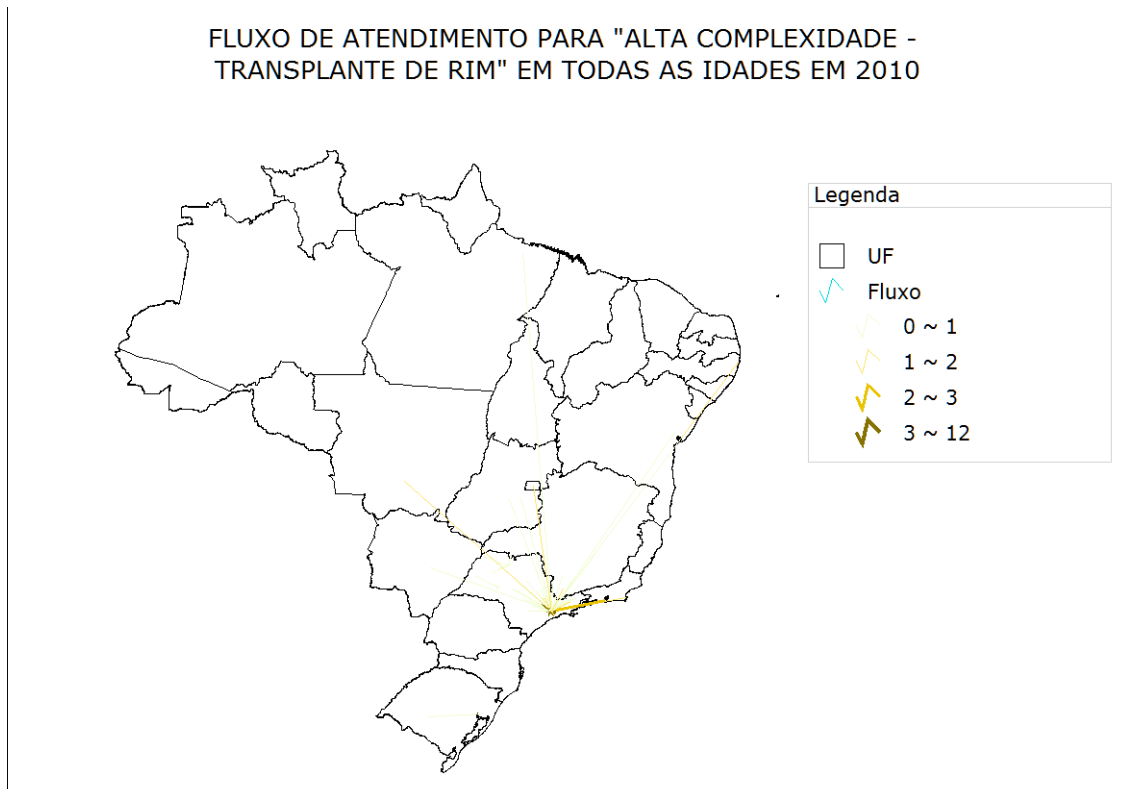 FLUXO DE ATENDIMENTO PARA "ALTA COMPLEXIDADE -
TRANSPLANTE DE RIM" EM TODAS AS IDADES EM 2010
Legenda
UF
Fluxo
0 ~ 1
1 ~ 2
2 ~ 3
3 ~ 12